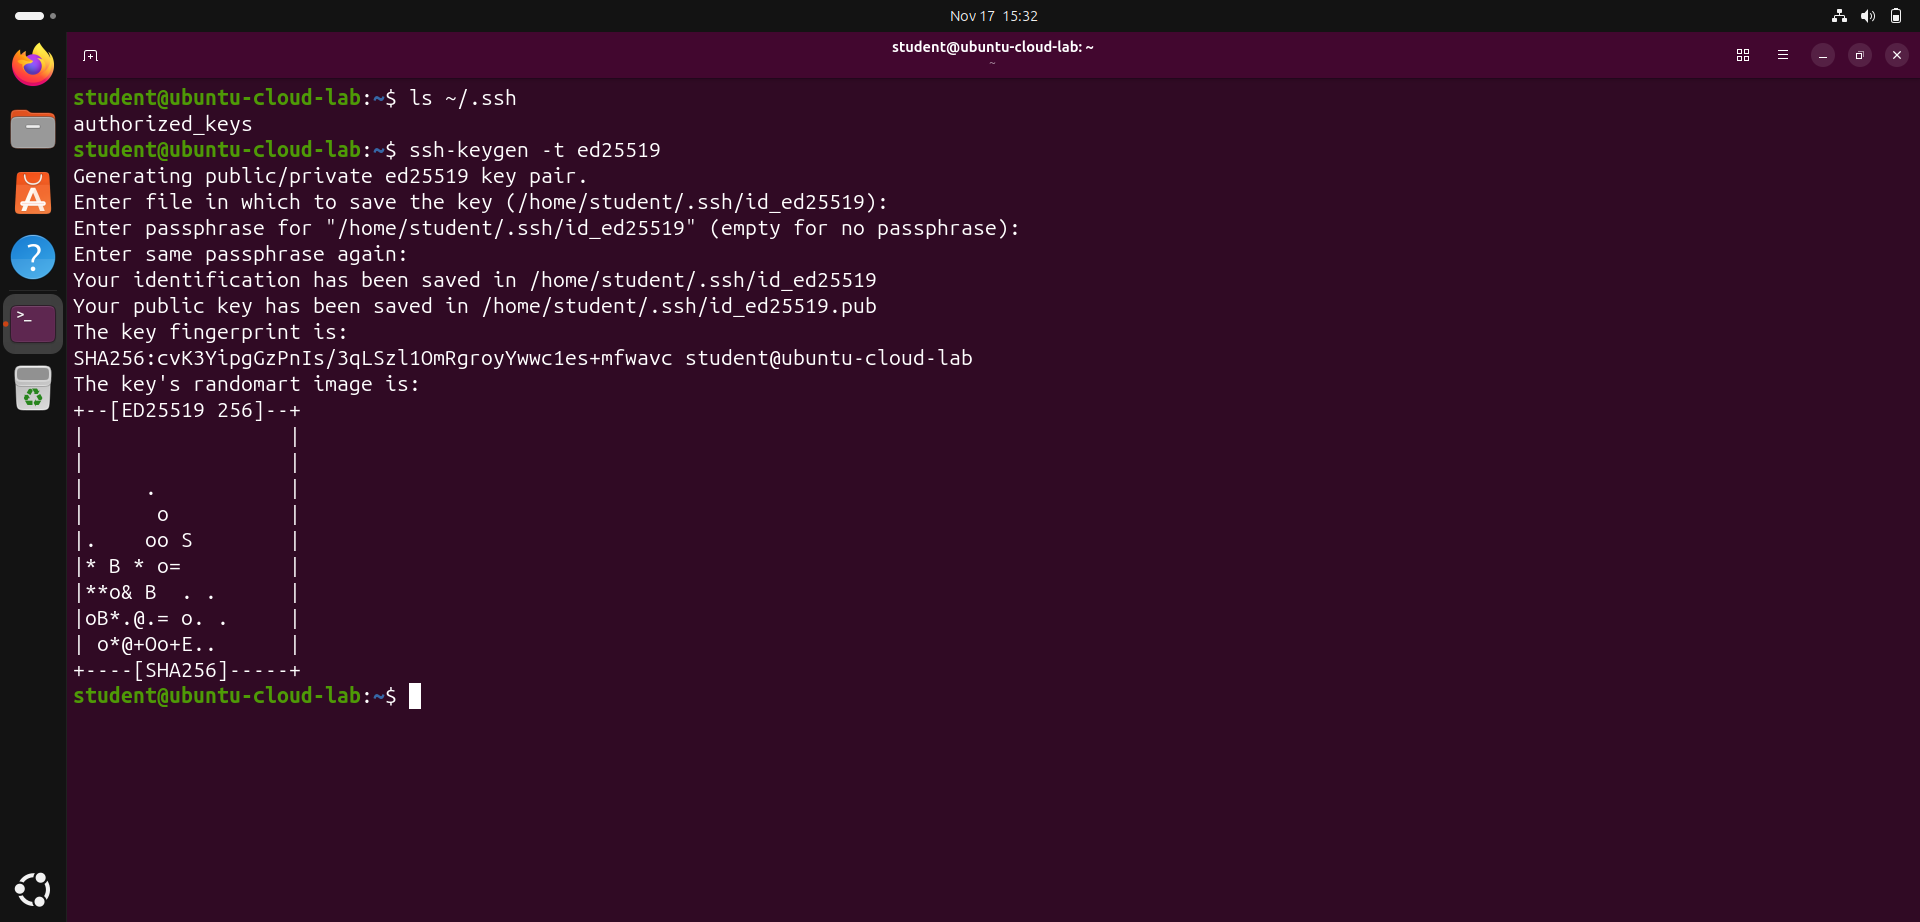 Nov 17  15:32
student@ubuntu-cloud-lab: ~
~
student@ubuntu-cloud-lab:~$ ls ~/.ssh
authorized_keys
student@ubuntu-cloud-lab:~$ ssh-keygen -t ed25519
Generating public/private ed25519 key pair.
Enter file in which to save the key (/home/student/.ssh/id_ed25519):
Enter passphrase for "/home/student/.ssh/id_ed25519" (empty for no passphrase):
Enter same passphrase again:
Your identification has been saved in /home/student/.ssh/id_ed25519
Your public key has been saved in /home/student/.ssh/id_ed25519.pub
The key fingerprint is:
SHA256:cvK3YipgGzPnIs/3qLSzl1OmRgroyYwwc1es+mfwavc student@ubuntu-cloud-lab
The key's randomart image is:
+--[ED25519 256]--+
|                 |
|                 |
|     .           |
|      o          |
|.    oo S        |
|* B * o=         |
|**o& B  . .      |
|oB*.@.= o. .     |
| o*@+Oo+E..      |
+----[SHA256]-----+
student@ubuntu-cloud-lab:~$